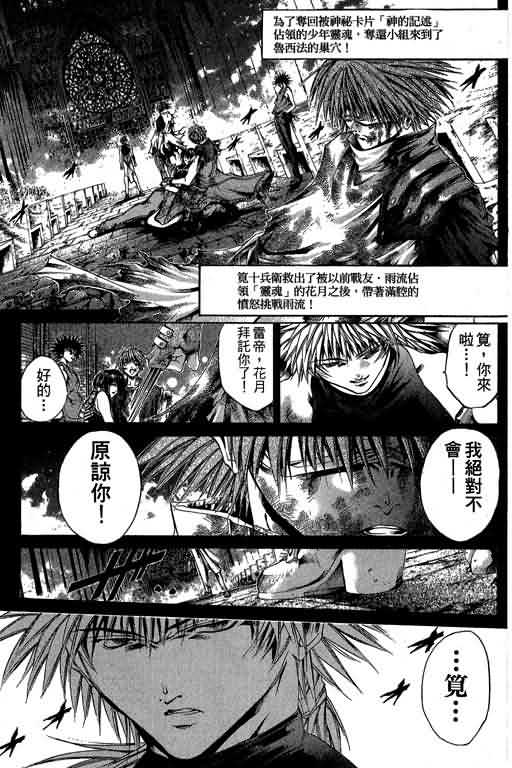 為了奪回被神祕卡片「神的記述」
佔領的少年靈魂，奪還小組來到了
魯西法的巢穴！
筧十兵衛救出了被以前戰友‧雨流佔
領「靈魂」的花月之後，帶著滿腔的
憤怒挑戰雨流！
筧，你來
啦…！
雷帝，花月
拜託你了！
好的…
我絕對不
會——
原諒你！
…筧…